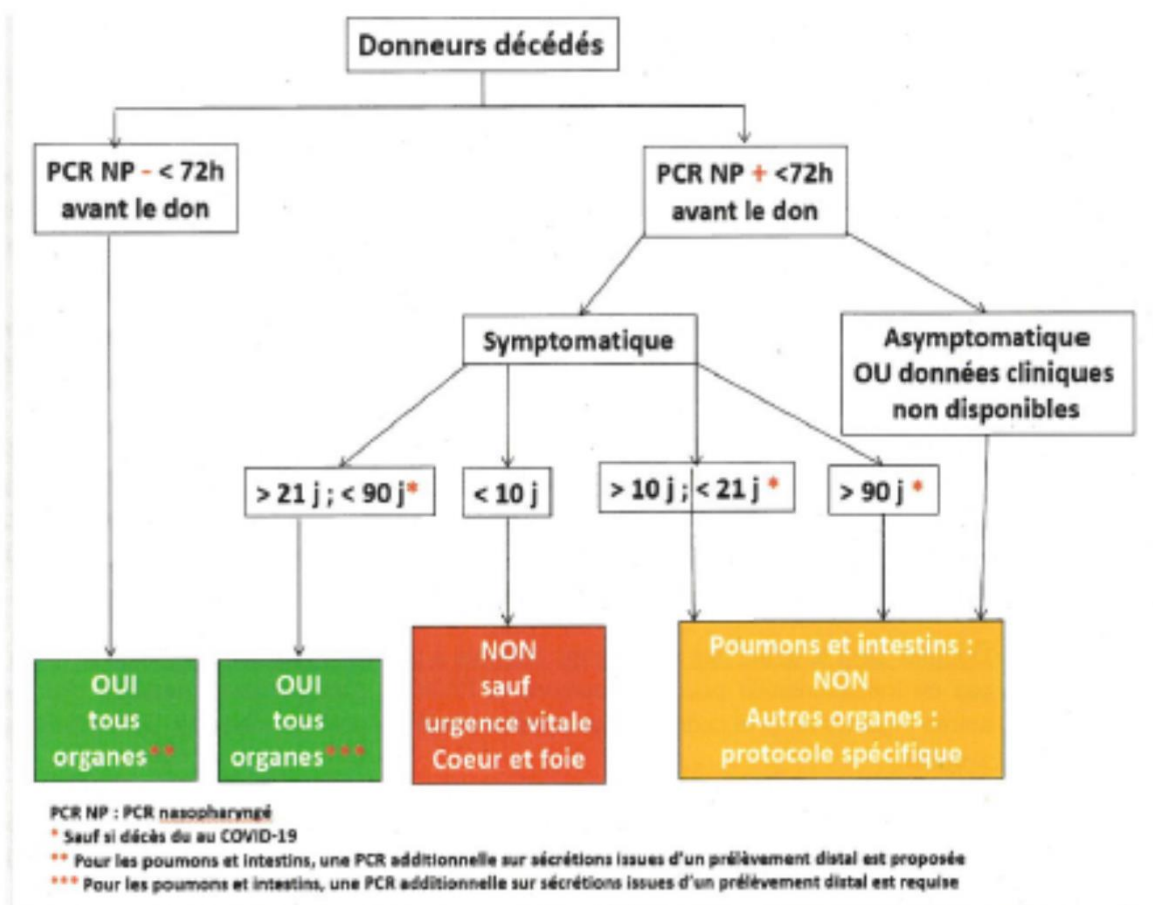 Donneurs décédés
PCR NP - < 72h
avant le don
PCR NP + <72h
avant le don
Symptomatique
Asymptomatique
OU données cliniques
non disponibles
> 21 j ; < 90 j*
< 10 j
> 10 j ; < 21 j *
> 90 j *
OUI
tous
organes**
OUI
tous
organes***
NON
sauf
urgence vitale
Coeur et foie
Poumons et intestins :
NON
Autres organes :
protocole spécifique
PCR NP : PCR nasopharyngé
* Sauf si décès du au COVID-19
** Pour les poumons et intestins, une PCR additionnelle sur sécrétions issues d'un prélèvement distal est proposée
*** Pour les poumons et intestins, une PCR additionnelle sur sécrétions issues d'un prélèvement distal est requise